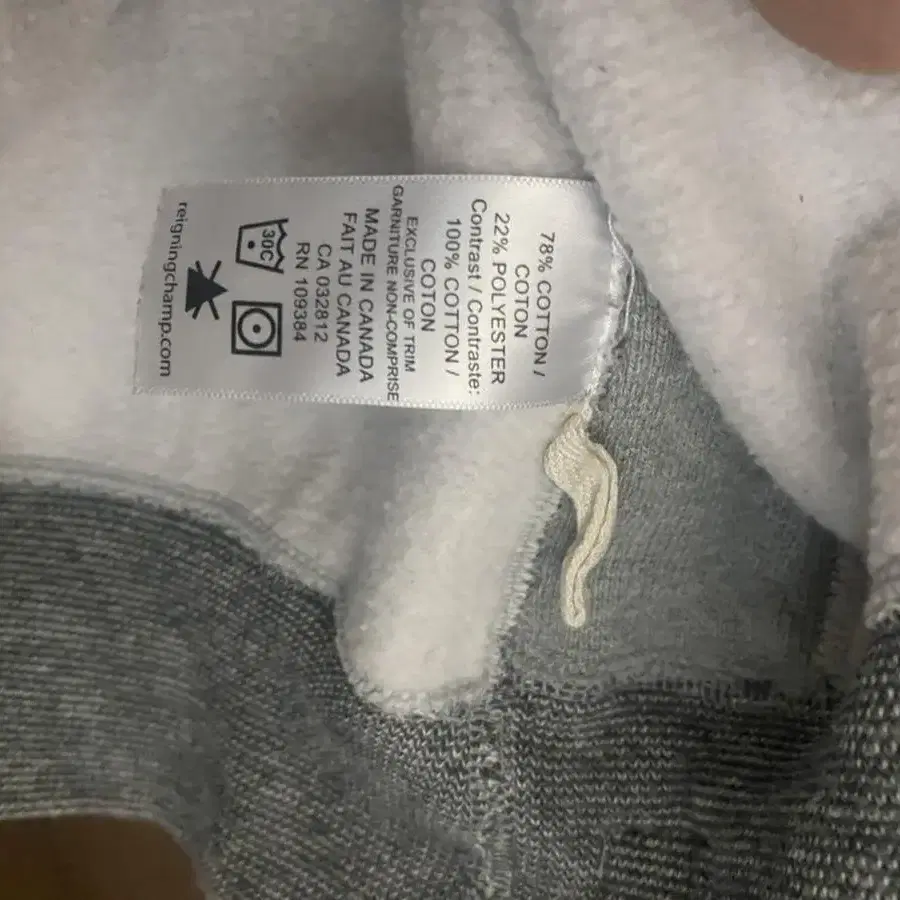 78% COTTON /
COTON
22% POLYESTER
Contrast / Contraste:
100% COTTON /
COTON
EXCLUSIVE OF TRIM
GARNITURE NON-COMPRISE
MADE IN CANADA
FAIT AU CANADA
CA 032812
RN 109384
30C
reigningchamp.com